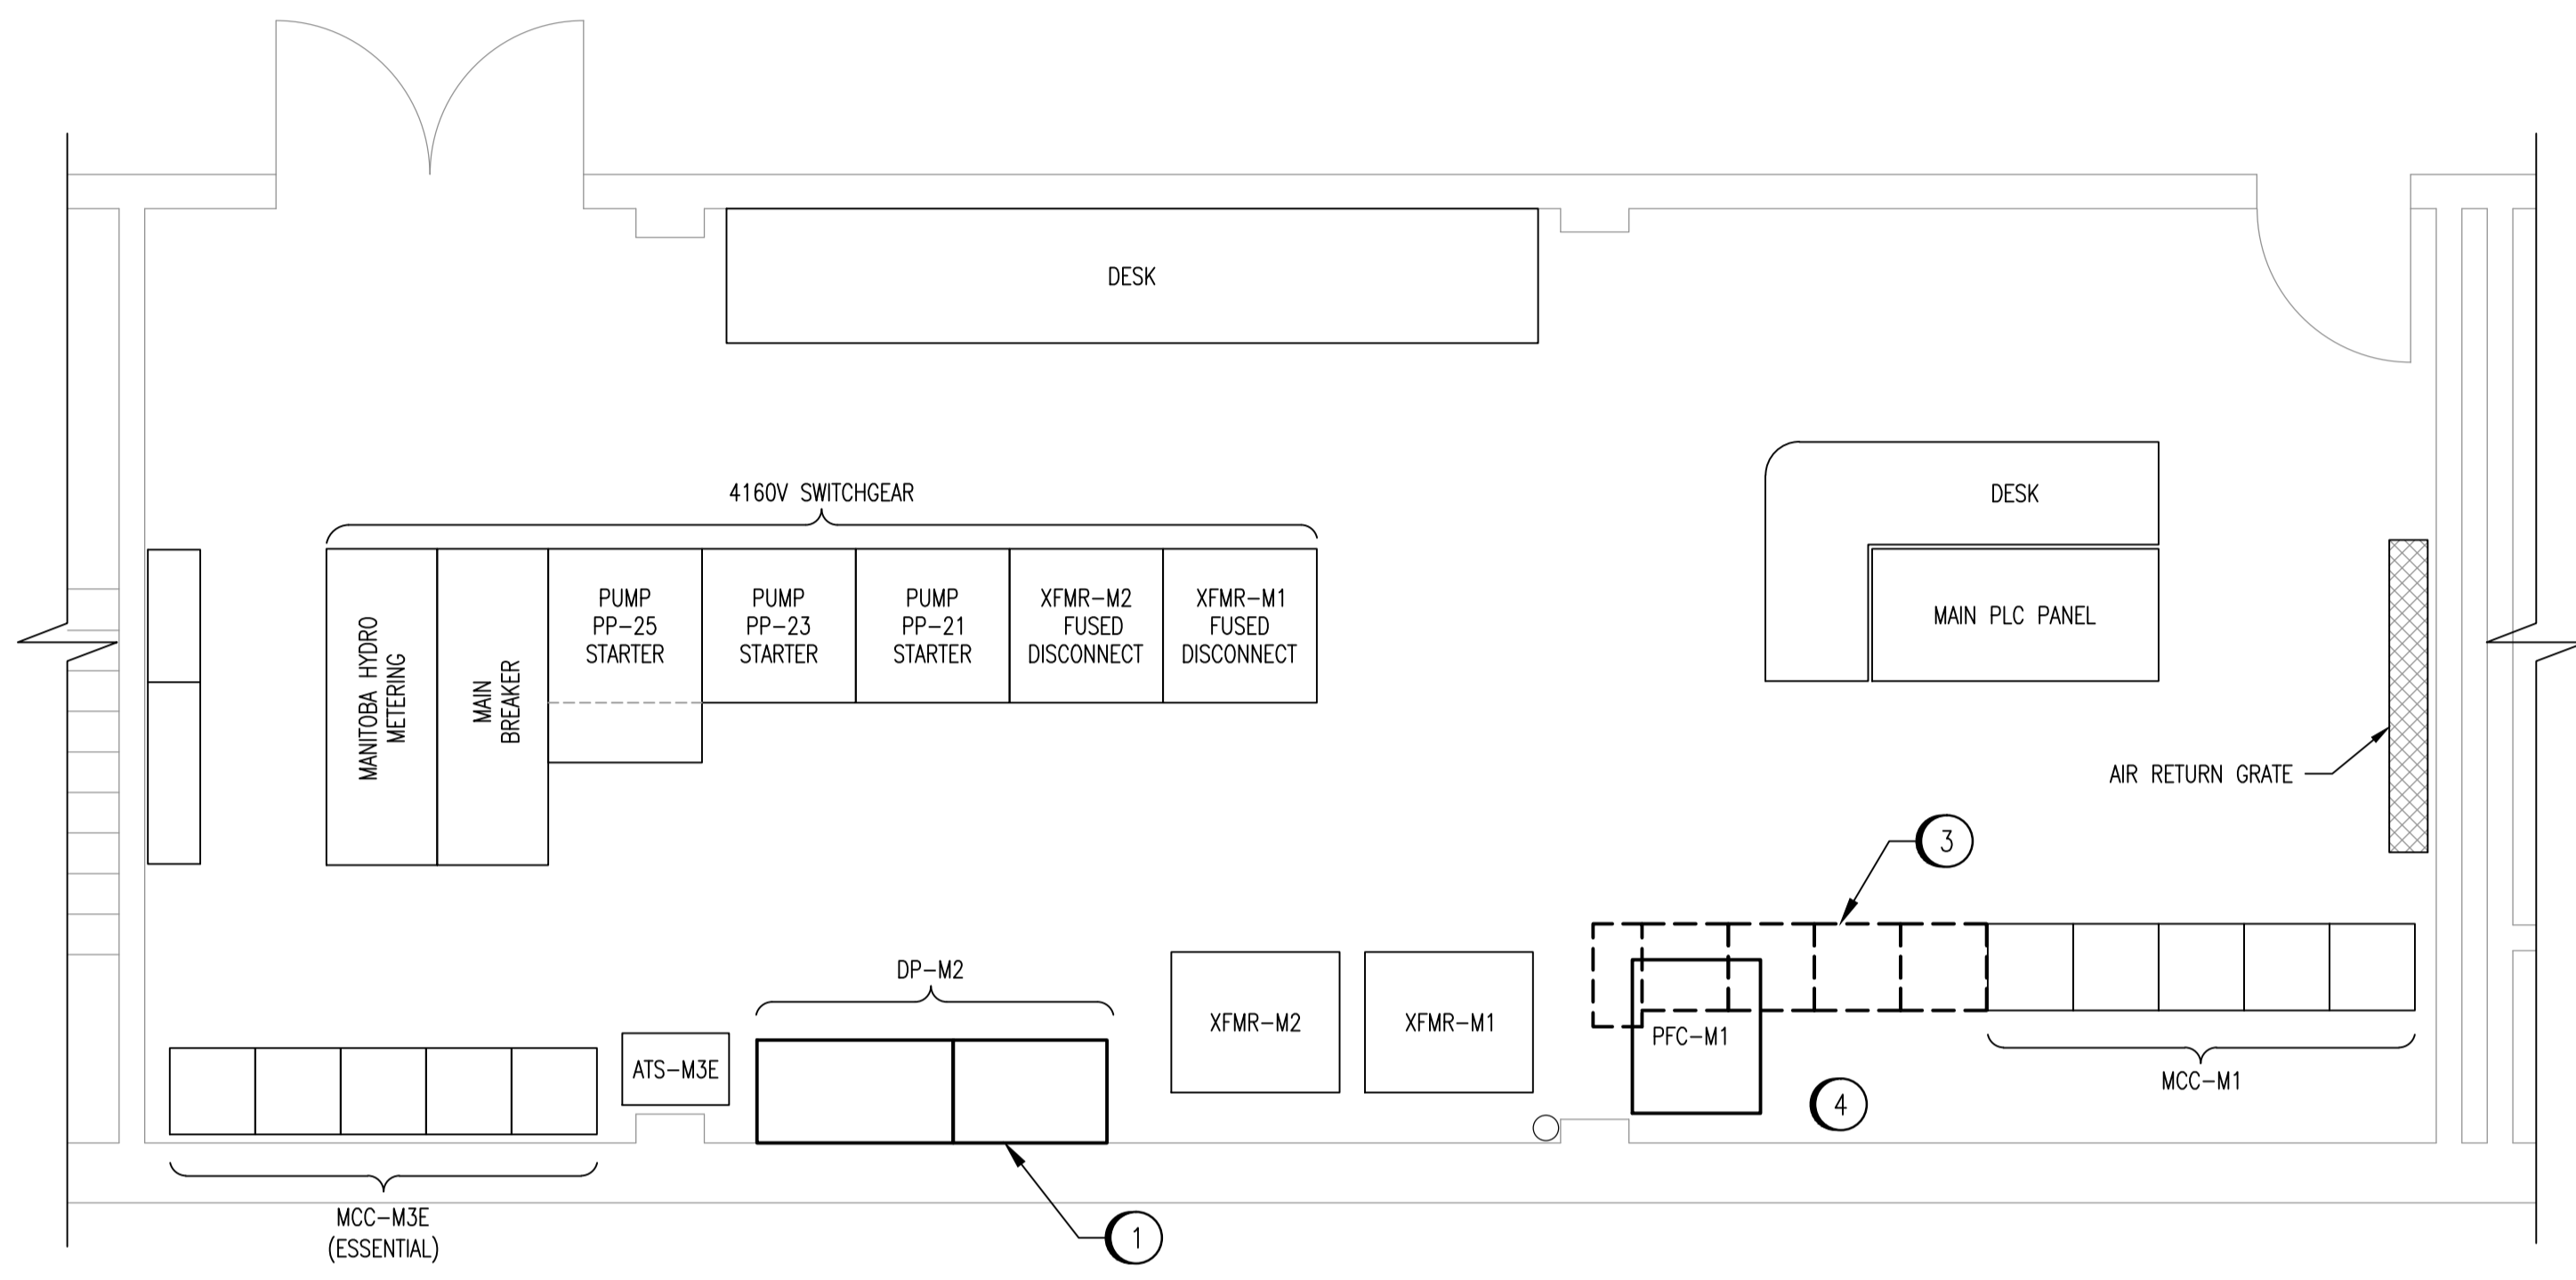 DESK
4160V SWITCHGEAR
DESK
MANITOBA HYDRO
METERING
MAIN
BREAKER
PUMP
PP-25
STARTER
PUMP
PP-23
STARTER
PUMP
PP-21
STARTER
XFMR-M2
FUSED
DISCONNECT
XFMR-M1
FUSED
DISCONNECT
MAIN PLC PANEL
AIR RETURN GRATE
3
DP-M2
XFMR-M2
XFMR-M1
PFC-M1
ATS-M3E
MCC-M1
4
MCC-M3E
(ESSENTIAL)
1